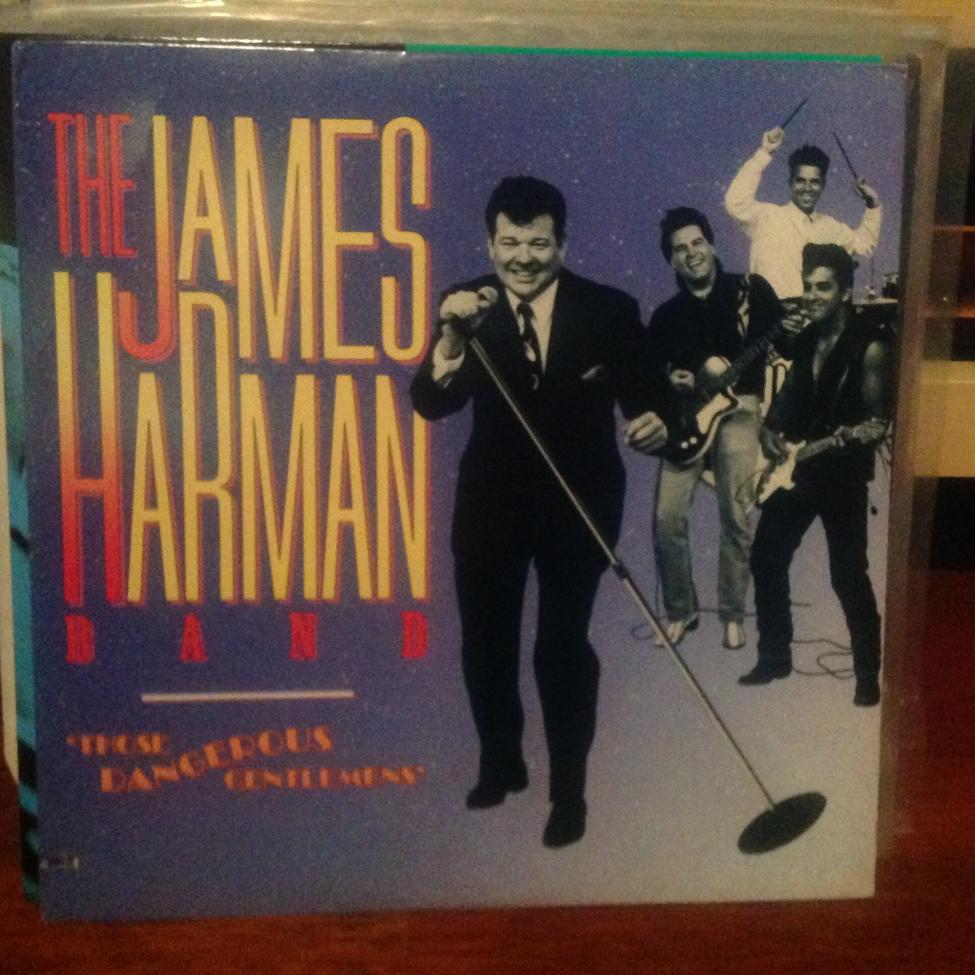 THE JAMES
HARMAN
BAND
"THOSE
DANGEROUS
GENTLEMENS"